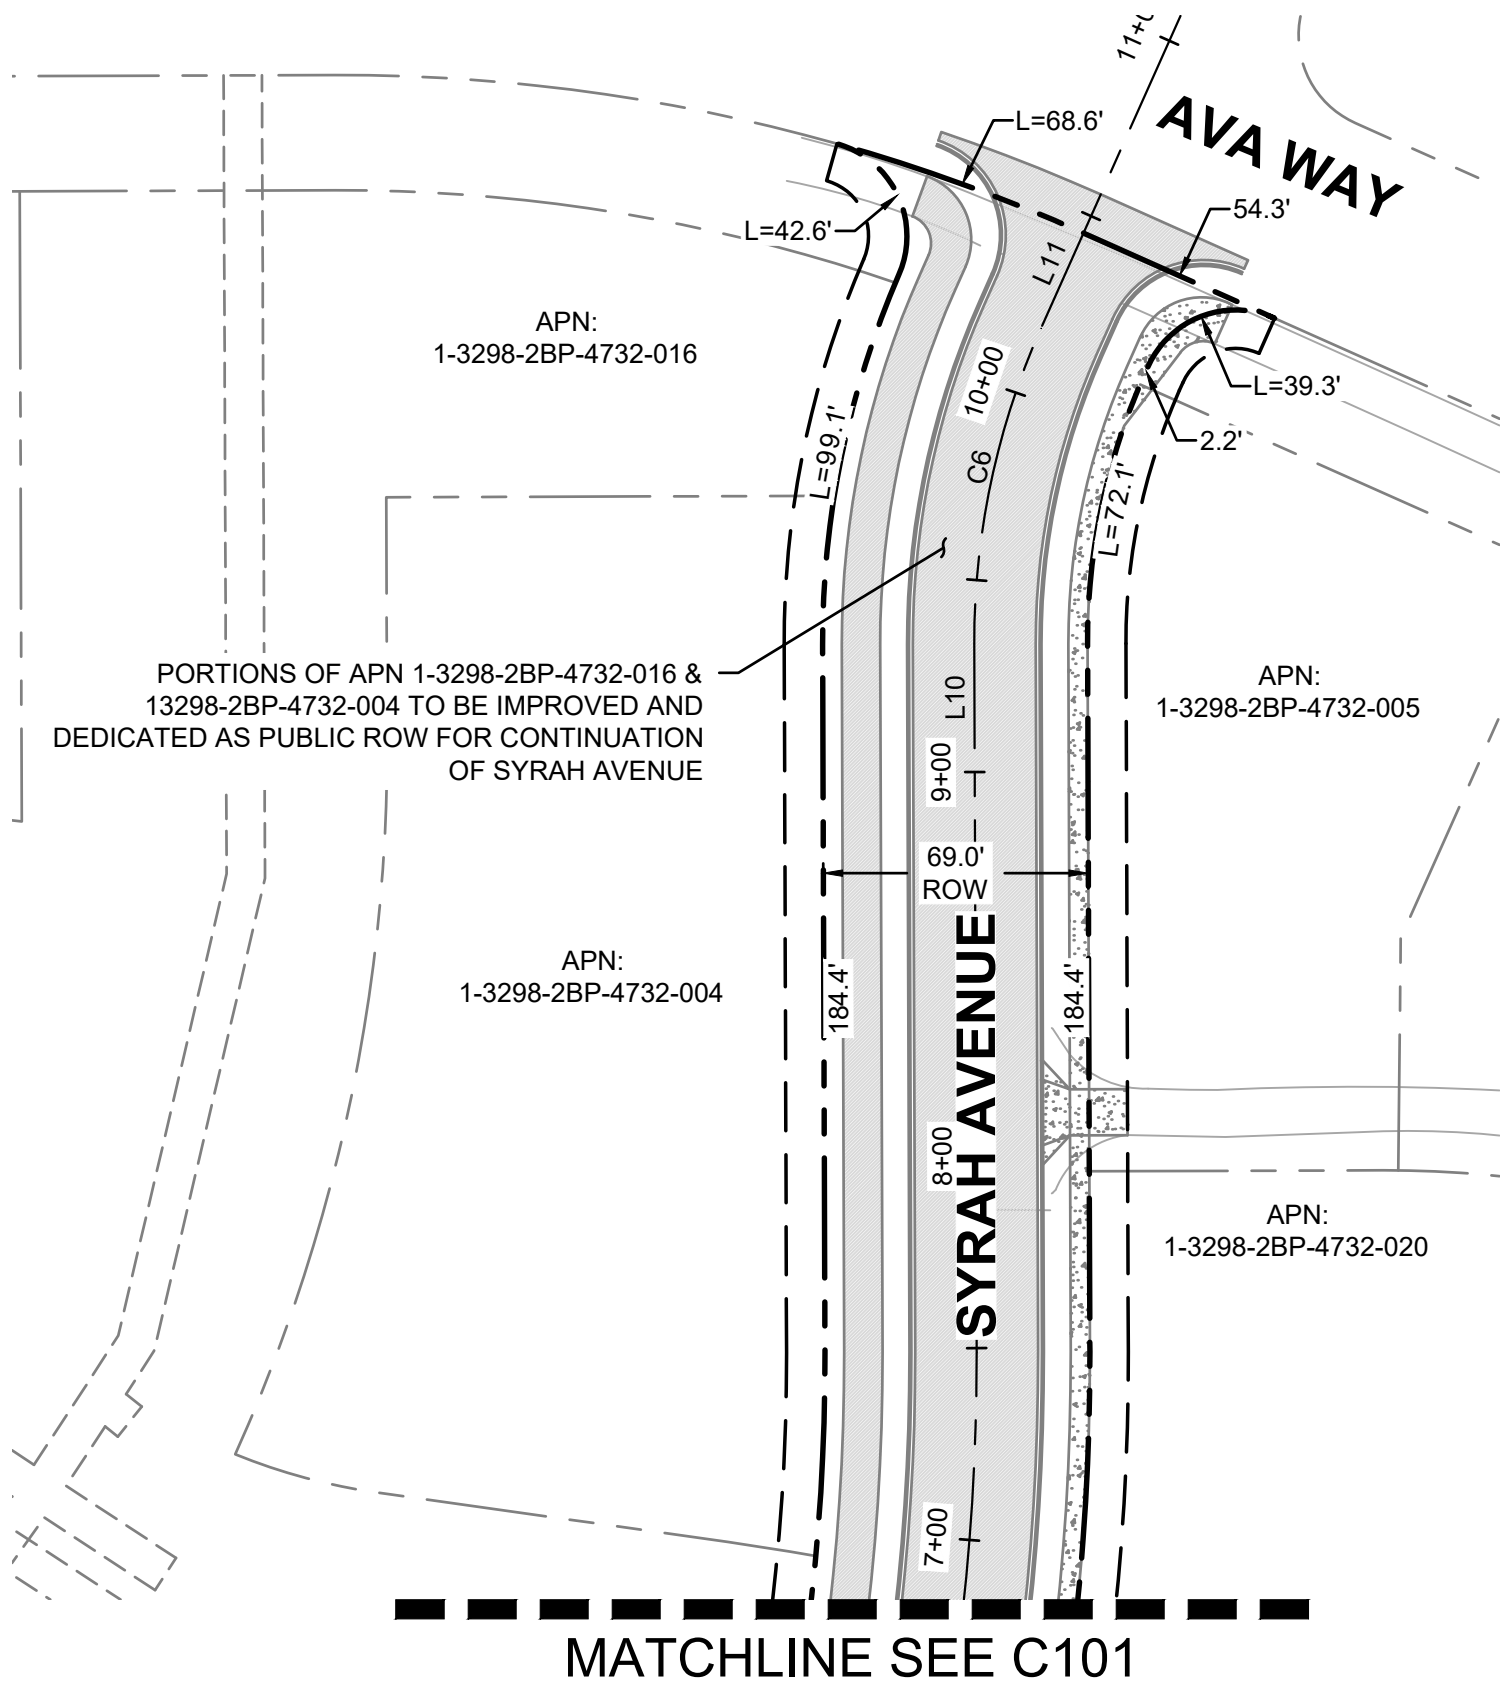 11+0
AVA WAY
L=68.6'
54.3'
L=42.6'
L11
APN:
1-3298-2BP-4732-016
10+00
L=39.3'
2.2'
L=99.1'
C6
L=72.1'
PORTIONS OF APN 1-3298-2BP-4732-016 &
13298-2BP-4732-004 TO BE IMPROVED AND
DEDICATED AS PUBLIC ROW FOR CONTINUATION
OF SYRAH AVENUE
L10
APN:
1-3298-2BP-4732-005
9+00
69.0'
ROW
APN:
1-3298-2BP-4732-004
184.4'
SYRAH AVENUE
184.4'
8+00
APN:
1-3298-2BP-4732-020
7+00
MATCHLINE SEE C101